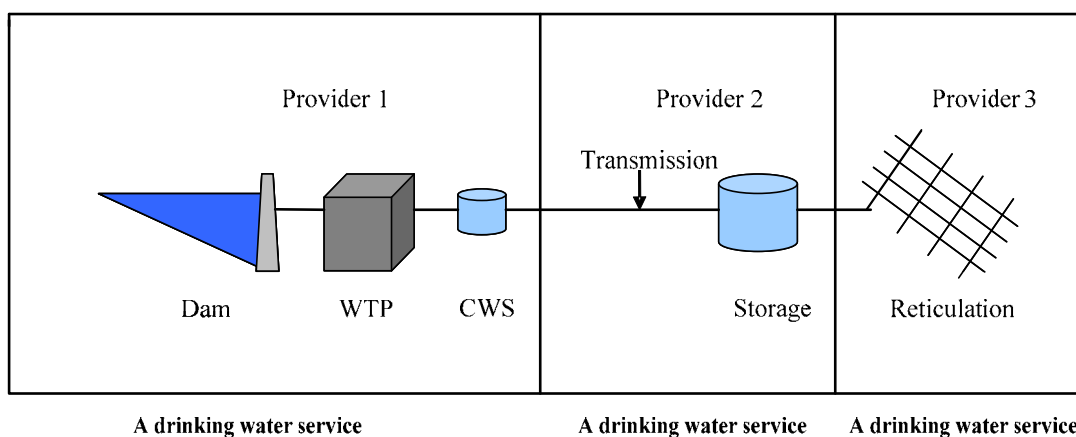 Provider 1
Provider 2
Provider 3
Transmission
Dam
WTP
CWS
Storage
Reticulation
A drinking water service
A drinking water service
A drinking water service